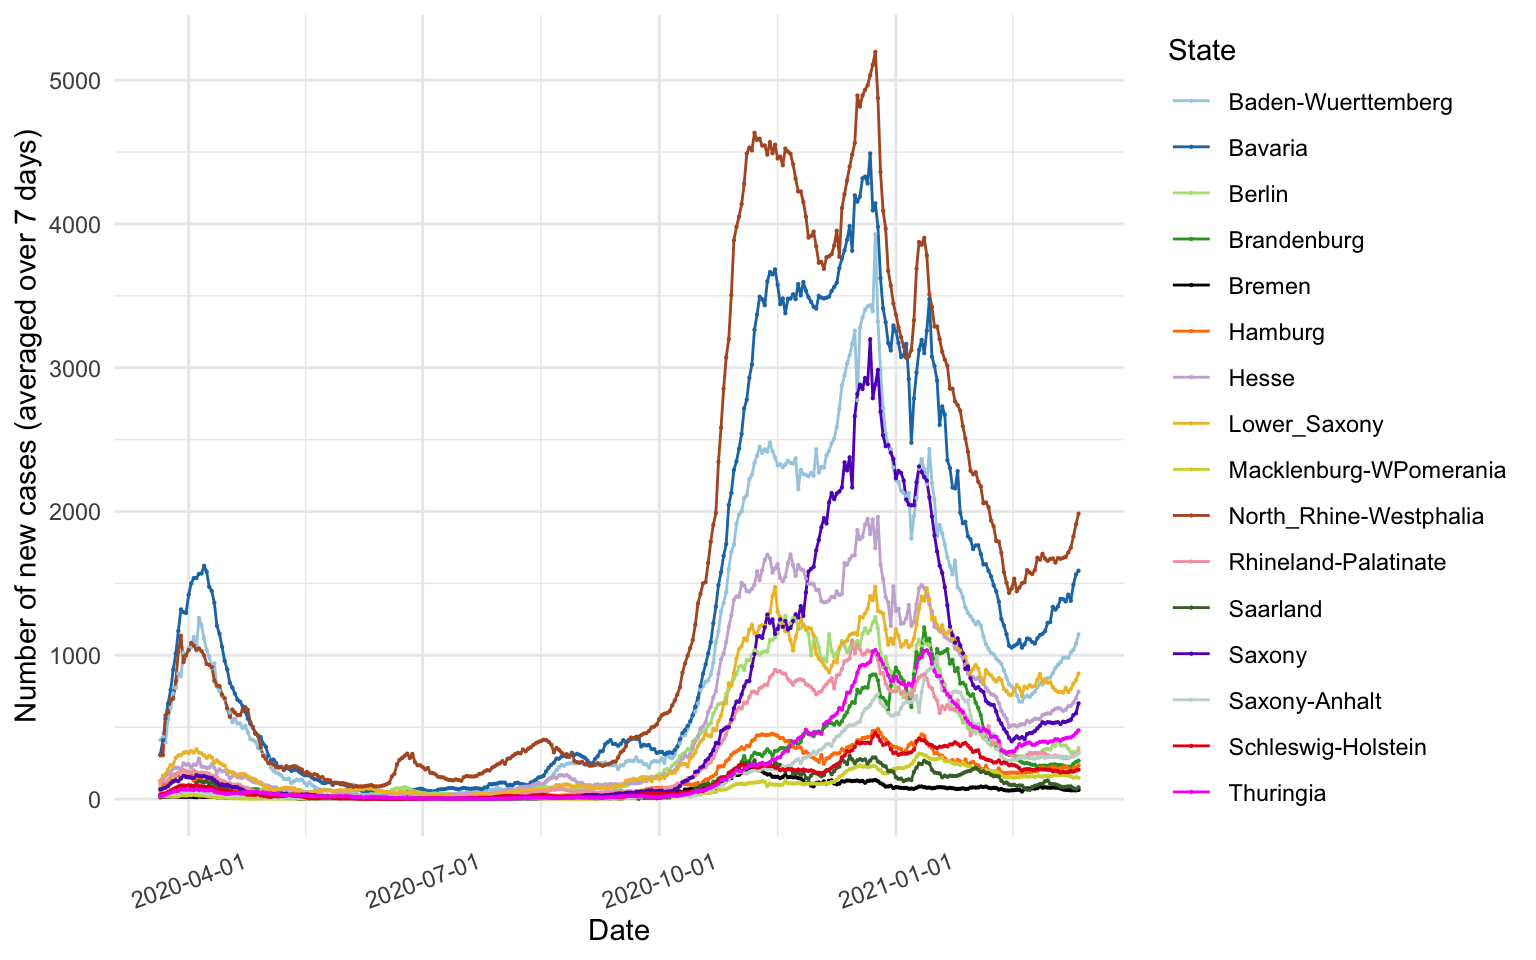 Number of new cases (averaged over 7 days)
5000
4000
3000
2000
1000
0
2020-04-01
2020-07-01
2020-10-01
2021-01-01
Date
State
Baden-Wuerttemberg
Bavaria
Berlin
Brandenburg
Bremen
Hamburg
Hesse
Lower_Saxony
Macklenburg-WPomerania
North_Rhine-Westphalia
Rhineland-Palatinate
Saarland
Saxony
Saxony-Anhalt
Schleswig-Holstein
Thuringia